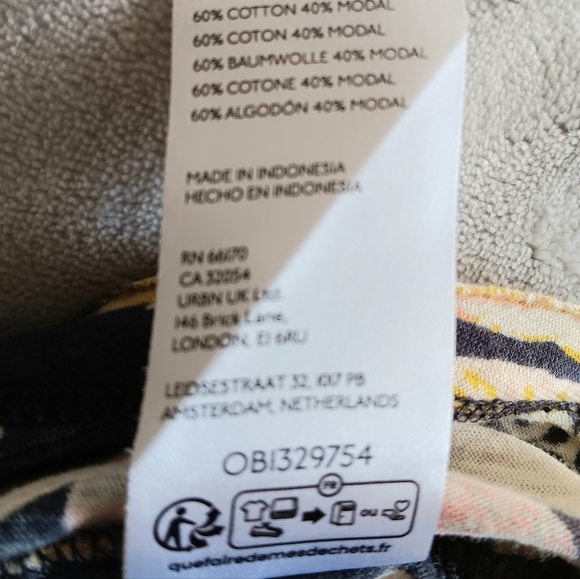 60% COTTON 40% MODAL
60% COTON 40% MODAL
60% BAUMWOLLE 40% MODAL
60% COTONE 40% MODAL
60% ALGODÓN 40% MODAL
MADE IN INDONESIA
HECHO EN INDONESIA
RN 66170
CA 32054
URBN UK Ltd.
146 Brick Lane,
LONDON, E1 6RU
LEIDSESTRAAT 32, 1017 PB
AMSTERDAM, NETHERLANDS
OB1329754
FR
OU
quefairedemesdechets.fr